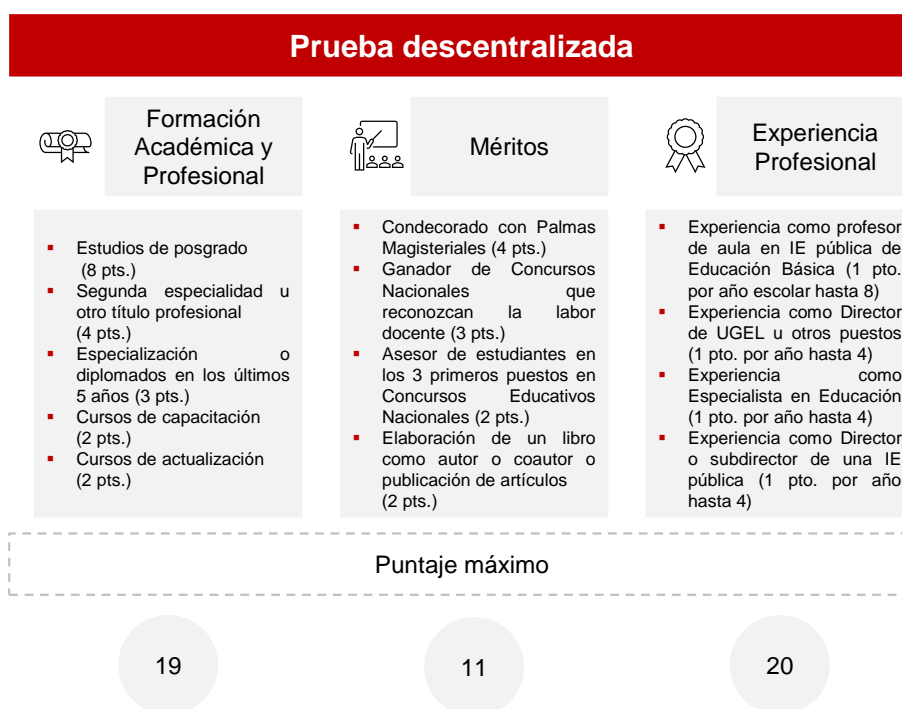 Prueba descentralizada
Formación
Académica y
Profesional
▪ Estudios de posgrado
(8 pts.)
▪ Segunda especialidad u
otro título profesional
(4 pts.)
▪ Especialización o
diplomados en los últimos
5 años (3 pts.)
▪ Cursos de capacitación
(2 pts.)
▪ Cursos de actualización
(2 pts.)
Méritos
▪ Condecorado con Palmas
Magisteriales (4 pts.)
▪ Ganador de Concursos
Nacionales que
reconozcan la labor
docente (3 pts.)
▪ Asesor de estudiantes en
los 3 primeros puestos en
Concursos Educativos
Nacionales (2 pts.)
▪ Elaboración de un libro
como autor o coautor o
publicación de artículos
(2 pts.)
Experiencia
Profesional
▪ Experiencia como profesor
de aula en IE pública de
Educación Básica (1 pto.
por año escolar hasta 8)
▪ Experiencia como Director
de UGEL u otros puestos
(1 pto. por año hasta 4)
▪ Experiencia como
Especialista en Educación
(1 pto. por año hasta 4)
▪ Experiencia como Director
o subdirector de una IE
pública (1 pto. por año
hasta 4)
Puntaje máximo
19
11
20